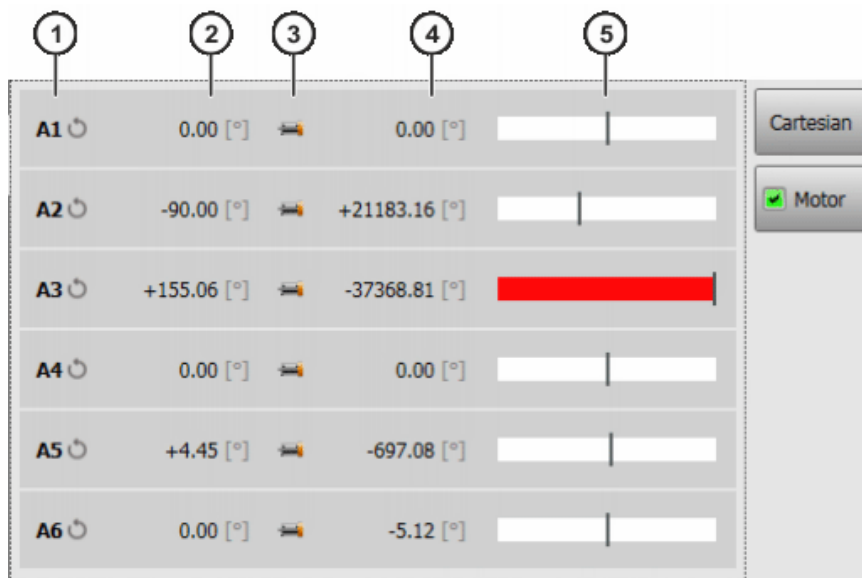 1 2 3 4 5
A1 0.00 [°] 0.00 [°] Cartesian
A2 -90.00 [°] +21183.16 [°] Motor
A3 +155.06 [°] -37368.81 [°]
A4 0.00 [°] 0.00 [°]
A5 +4.45 [°] -697.08 [°]
A6 0.00 [°] -5.12 [°]